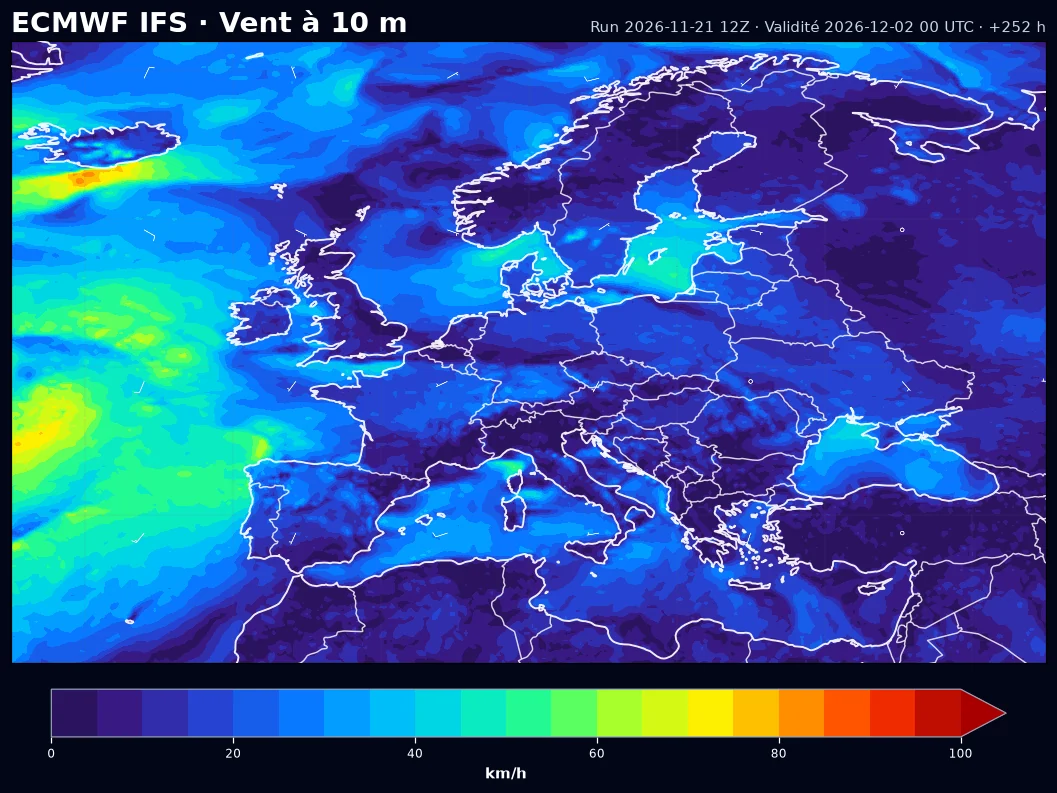 ECMWF IFS · Vent à 10 m
Run 2026-11-21 12Z · Validité 2026-12-02 00 UTC · +252 h
0 20 40 60 80 100
km/h